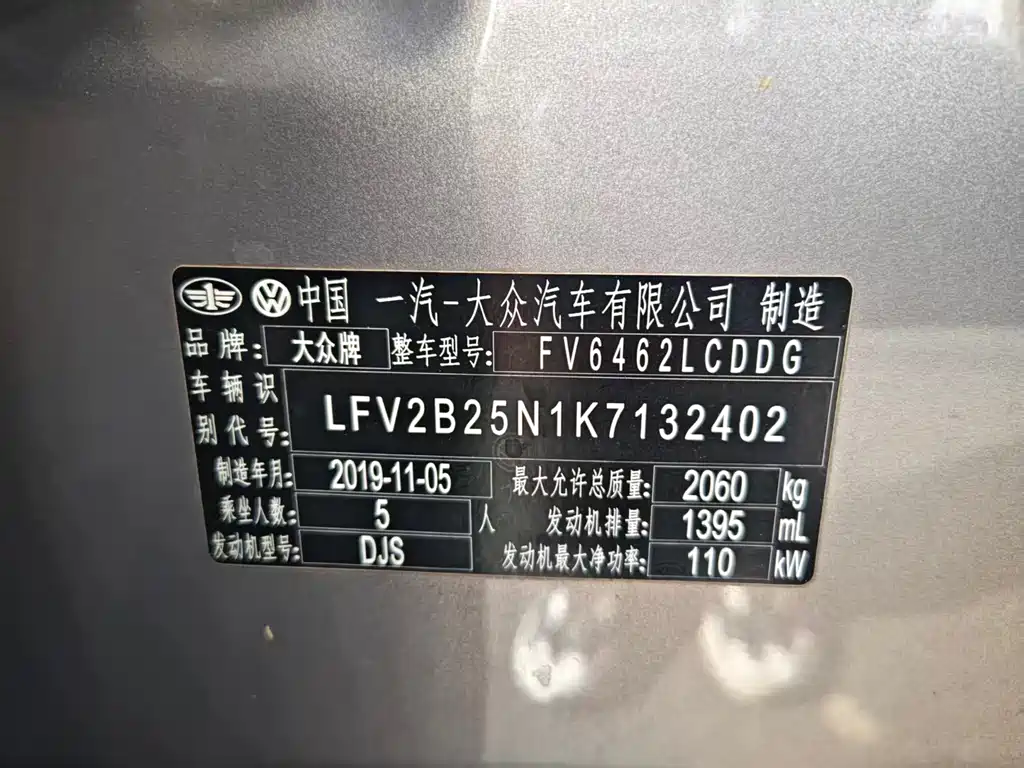 中国 一汽-大众汽车有限公司 制造
品牌: 大众牌 整车型号: FV6462LCDDG
车辆识别代号: LFV2B25N1K7132402
制造年月: 2019-11-05 最大允许总质量: 2060 kg
乘坐人数: 5 人 发动机排量: 1395 mL
发动机型号: DJS 发动机最大净功率: 110 kW